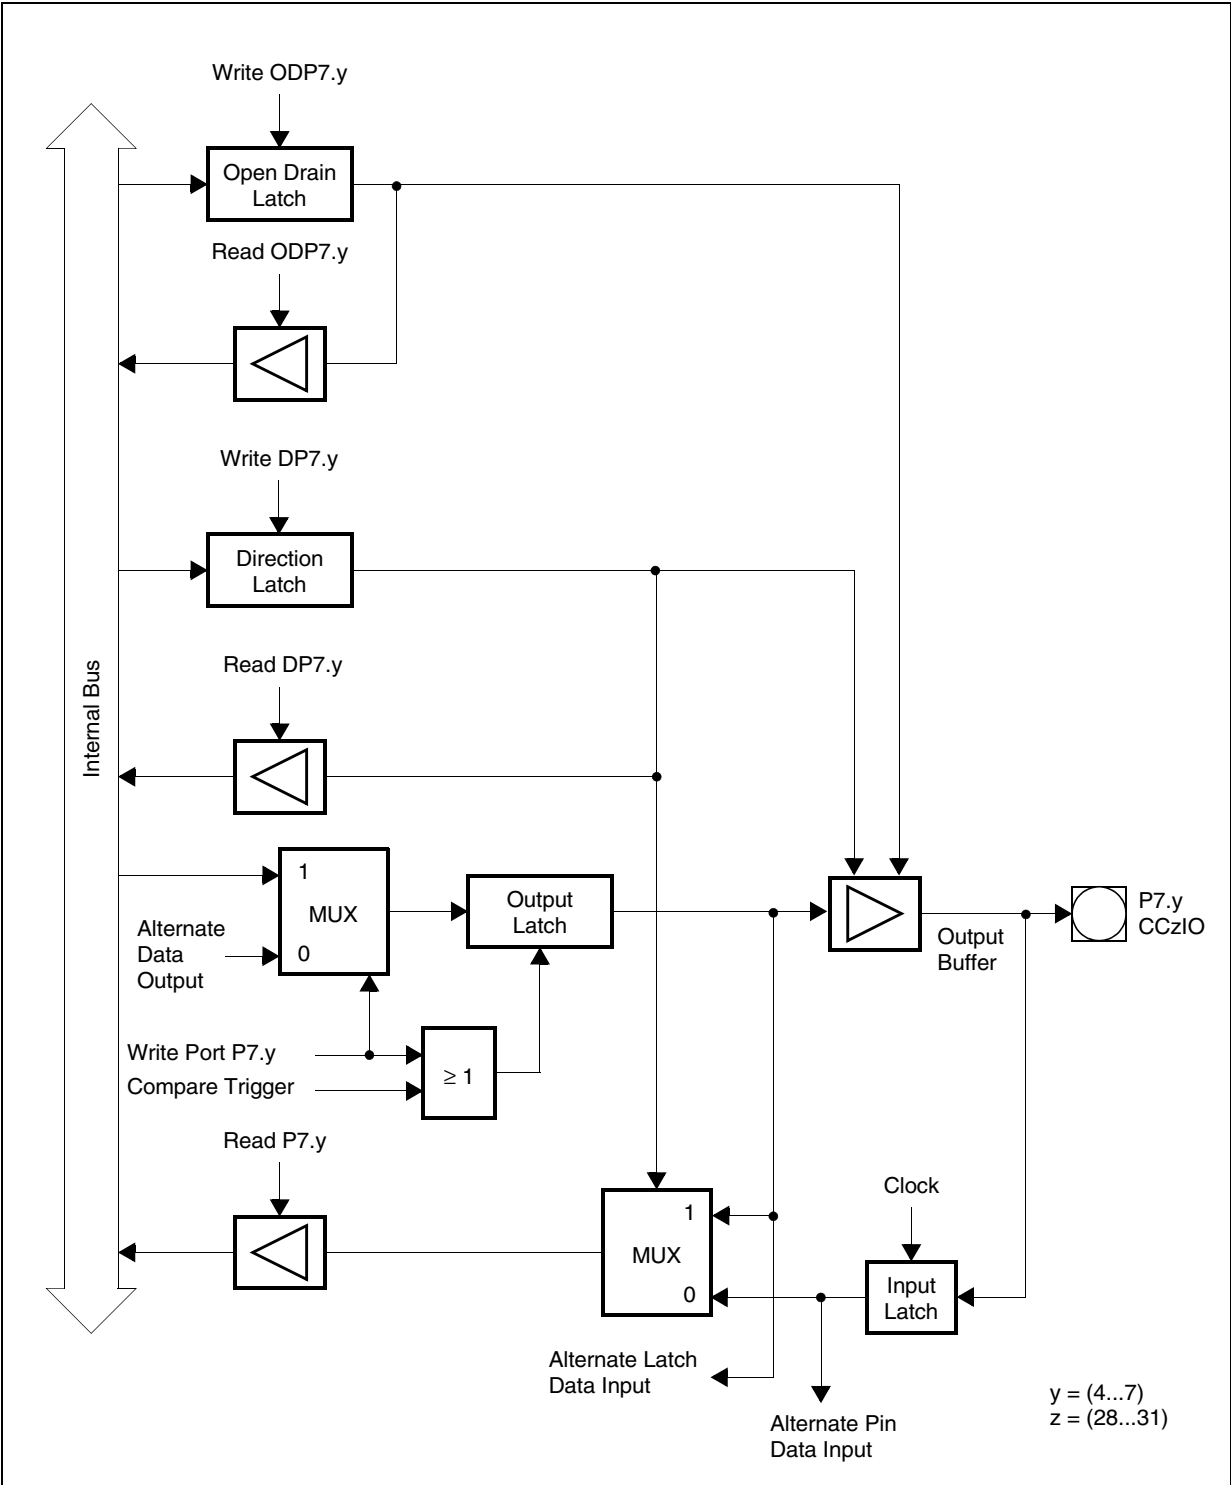 Write ODP7.y
Open Drain
Latch
Read ODP7.y
Write DP7.y
Direction
Latch
Internal Bus
Read DP7.y
1
MUX
0
Alternate
Data
Output
Output
Latch
Output
Buffer
P7.y
CCzIO
Write Port P7.y
Compare Trigger
≥ 1
Read P7.y
1
MUX
0
Clock
Input
Latch
Alternate Latch
Data Input
Alternate Pin
Data Input
y = (4...7)
z = (28...31)